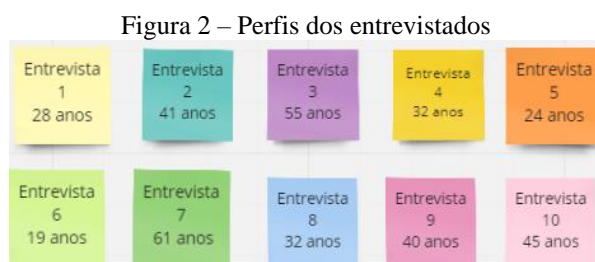 Figura 2 – Perfis dos entrevistados
Entrevista
1
28 anos
Entrevista
2
41 anos
Entrevista
3
55 anos
Entrevista
4
32 anos
Entrevista
5
24 anos
Entrevista
6
19 anos
Entrevista
7
61 anos
Entrevista
8
32 anos
Entrevista
9
40 anos
Entrevista
10
45 anos